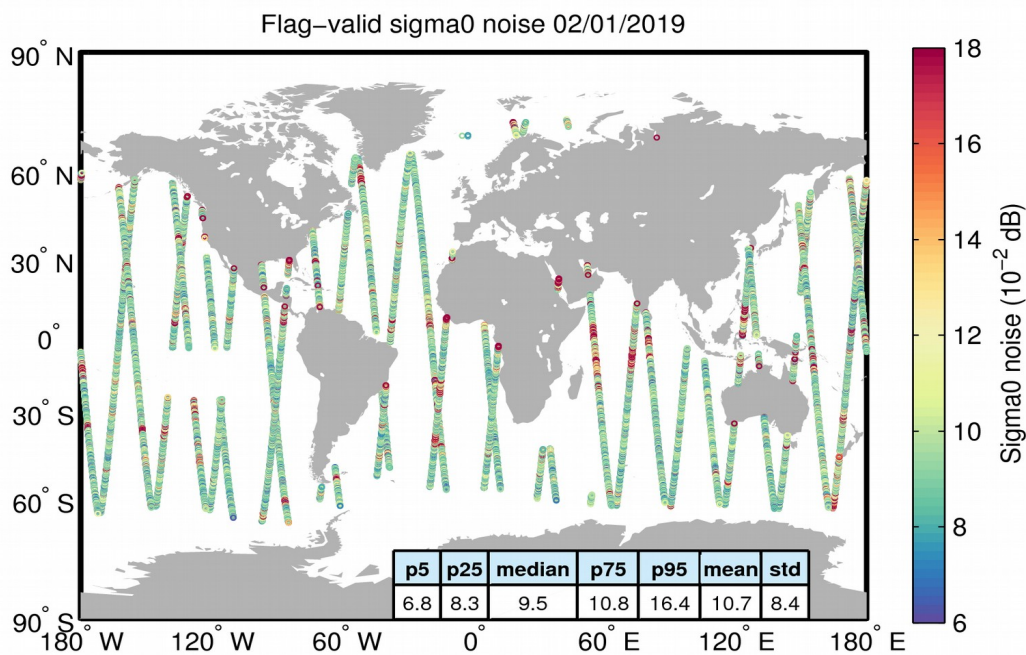 Flag−valid sigma0 noise 02/01/2019
90° N
60° N
30° N
0°
30° S
60° S
90° S
180° W 120° W 60° W 0° 60° E 120° E 180° E
p5 p25 median p75 p95 mean std
6.8 8.3 9.5 10.8 16.4 10.7 8.4
18
16
14
12
10
8
6
Sigma0 noise (10⁻² dB)